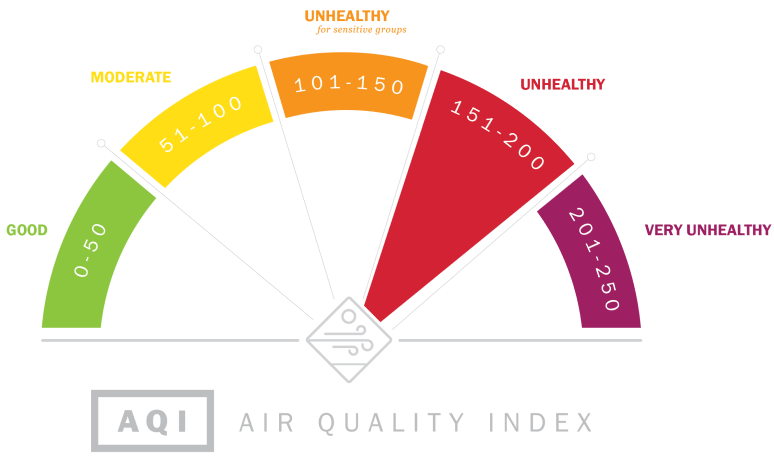 UNHEALTHY
for sensitive groups
MODERATE
UNHEALTHY
101-150
51-100
151-200
GOOD
0-50
201-250
VERY UNHEALTHY
AQI
AIR QUALITY INDEX